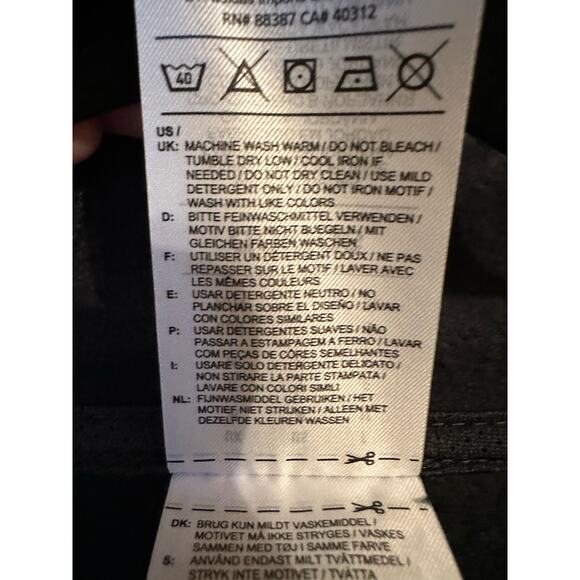 RN# 88387 CA# 40312
40
US /
UK: MACHINE WASH WARM / DO NOT BLEACH /
TUMBLE DRY LOW / COOL IRON IF
NEEDED / DO NOT DRY CLEAN / USE MILD
DETERGENT ONLY / DO NOT IRON MOTIF /
WASH WITH LIKE COLORS
D: BITTE FEINWASCHMITTEL VERWENDEN /
MOTIV BITTE NICHT BUEGELN / MIT
GLEICHEN FARBEN WASCHEN
F: UTILISER UN DÉTERGENT DOUX / NE PAS
REPASSER SUR LE MOTIF / LAVER AVEC
LES MÊMES COULEURS
E: USAR DETERGENTE NEUTRO / NO
PLANCHAR SOBRE EL DISEÑO / LAVAR
CON COLORES SIMILARES
P: USAR DETERGENTES SUAVES / NÃO
PASSAR A ESTAMPAGEM A FERRO / LAVAR
COM PEÇAS DE CÔRES SEMELHANTES
I: USARE SOLO DETERGENTE DELICATO /
NON STIRARE LA PARTE STAMPATA /
LAVARE CON COLORI SIMILI
NL: FIJNWASMIDDEL GEBRUIKEN / HET
MOTIEF NIET STRIJKEN / ALLEEN MET
DEZELFDE KLEUREN WASSEN
DK: BRUG KUN MILDT VASKEMIDDEL /
MOTIVET MÅ IKKE STRYGES / VASKES
SAMMEN MED TØJ I SAMME FARVE
S: ANVÄND ENDAST MILT TVÄTTMEDEL /
STRYK INTE MOTIVET / TVÄTTA